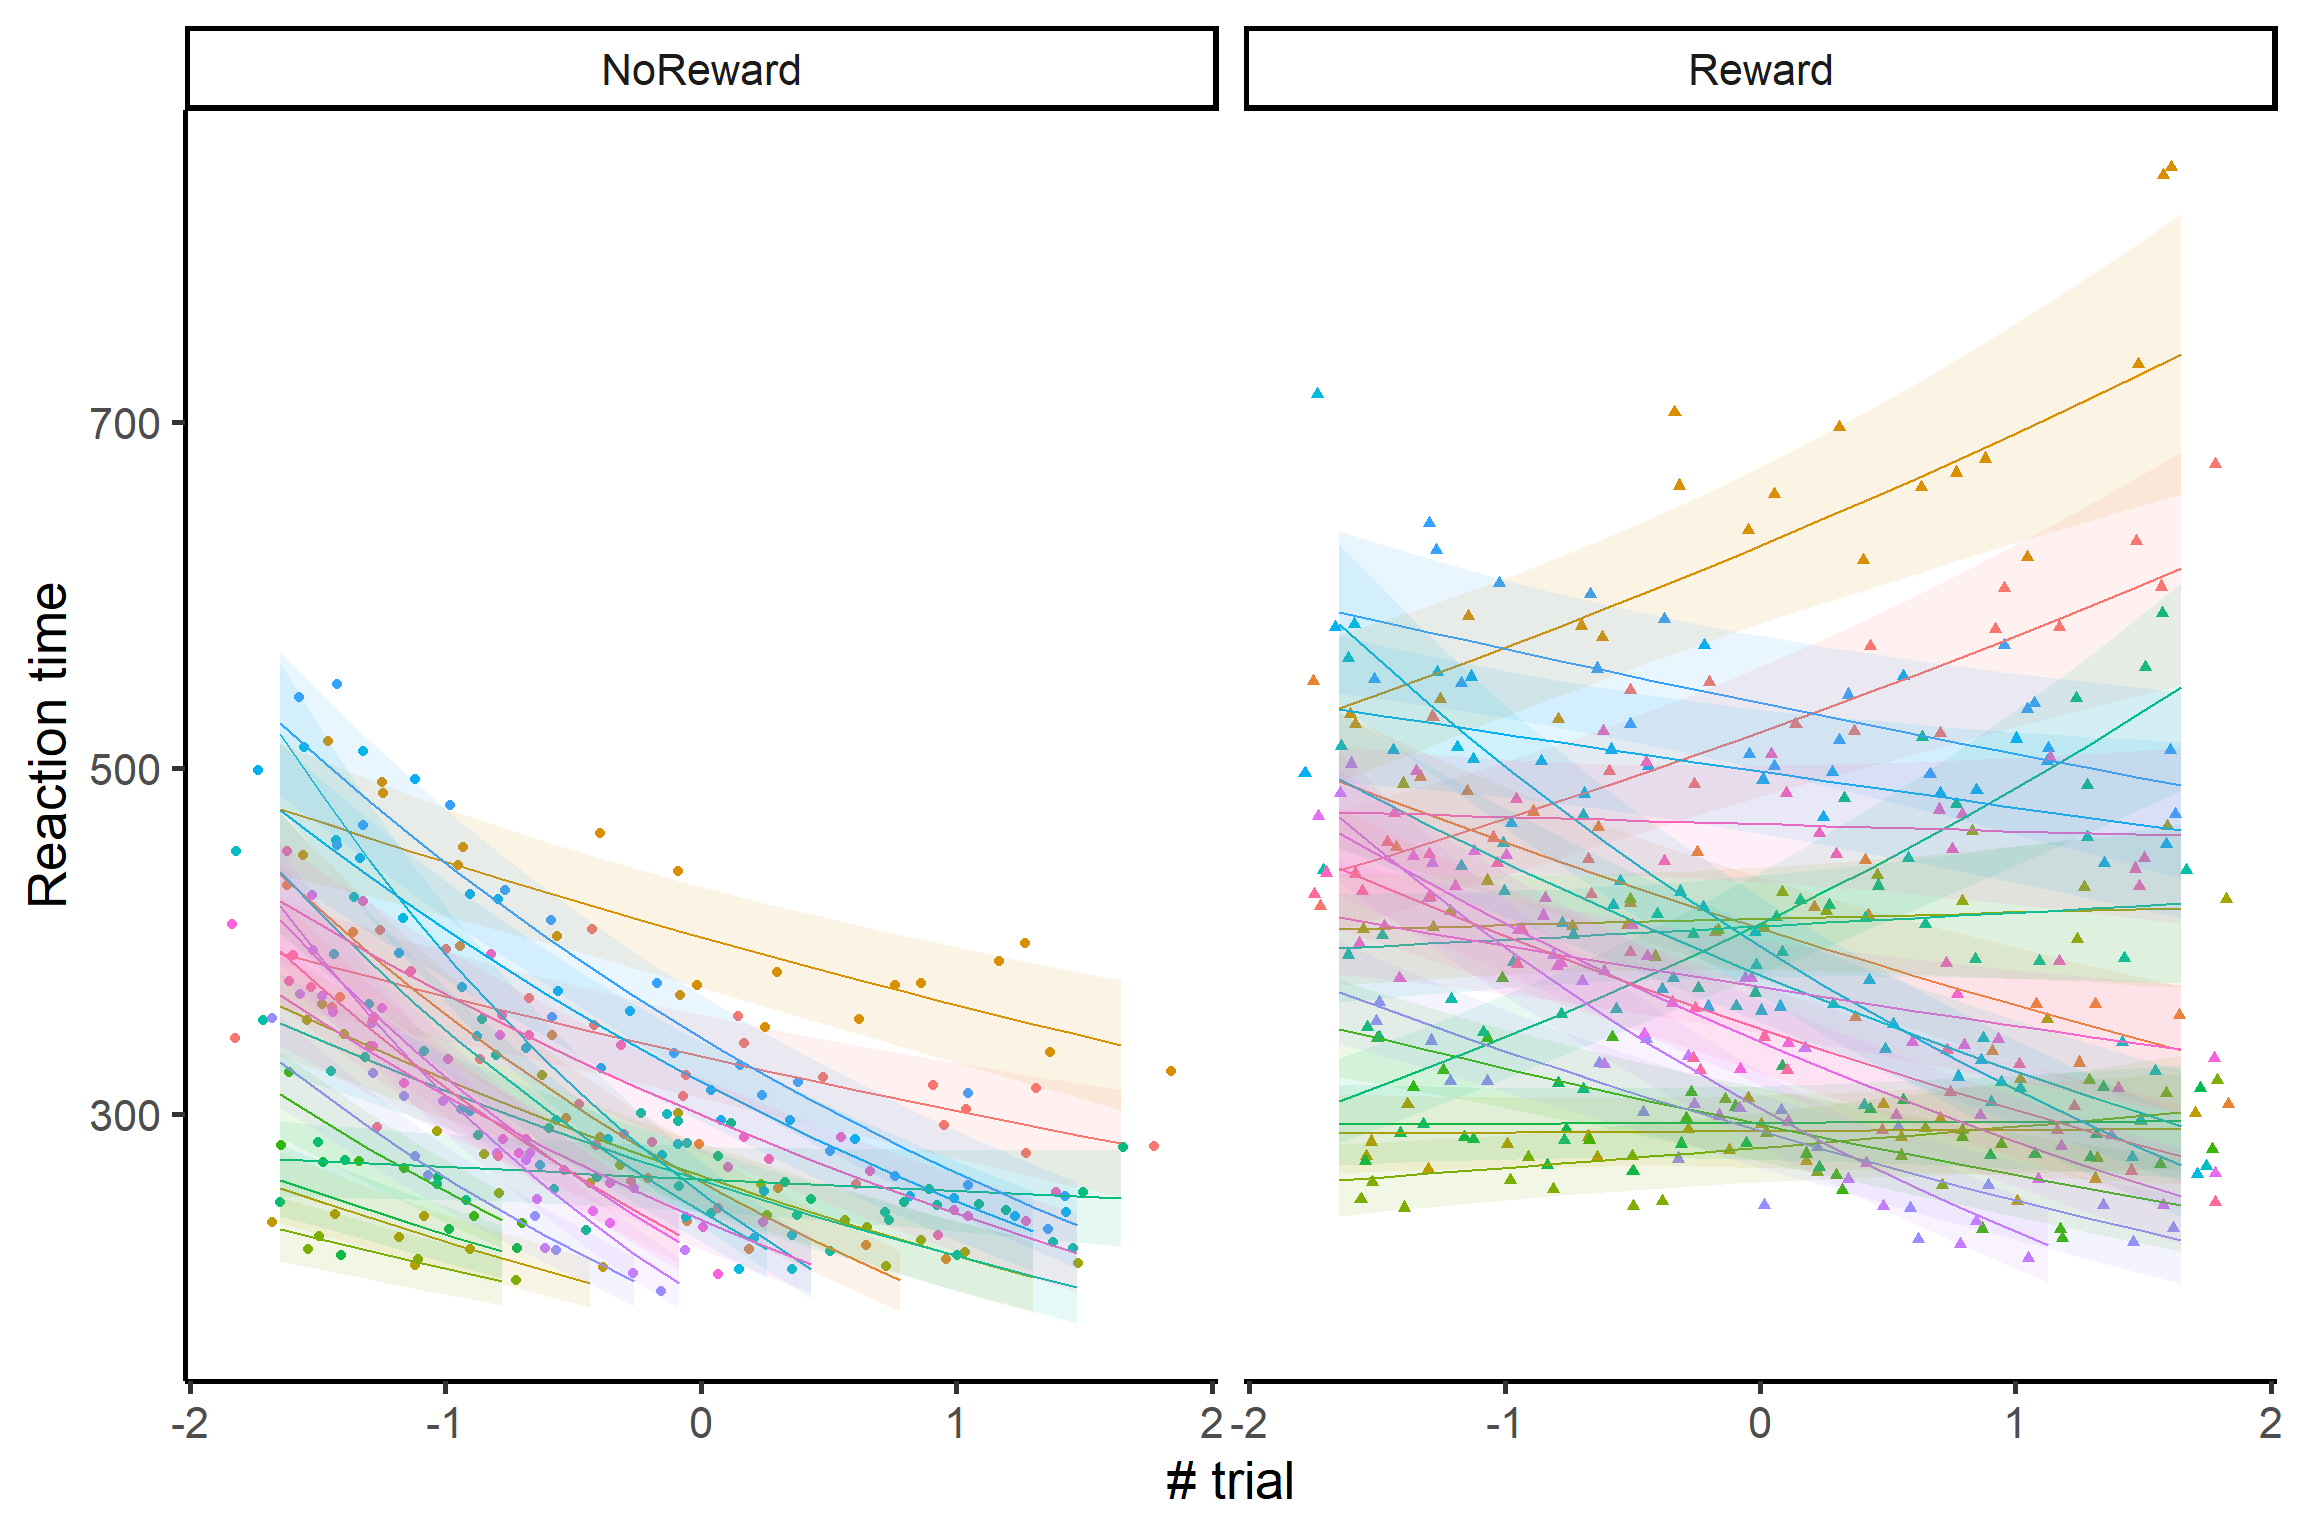 NoReward Reward
700
500
300
Reaction time
-2 -1 0 1 2 -2 -1 0 1 2
# trial